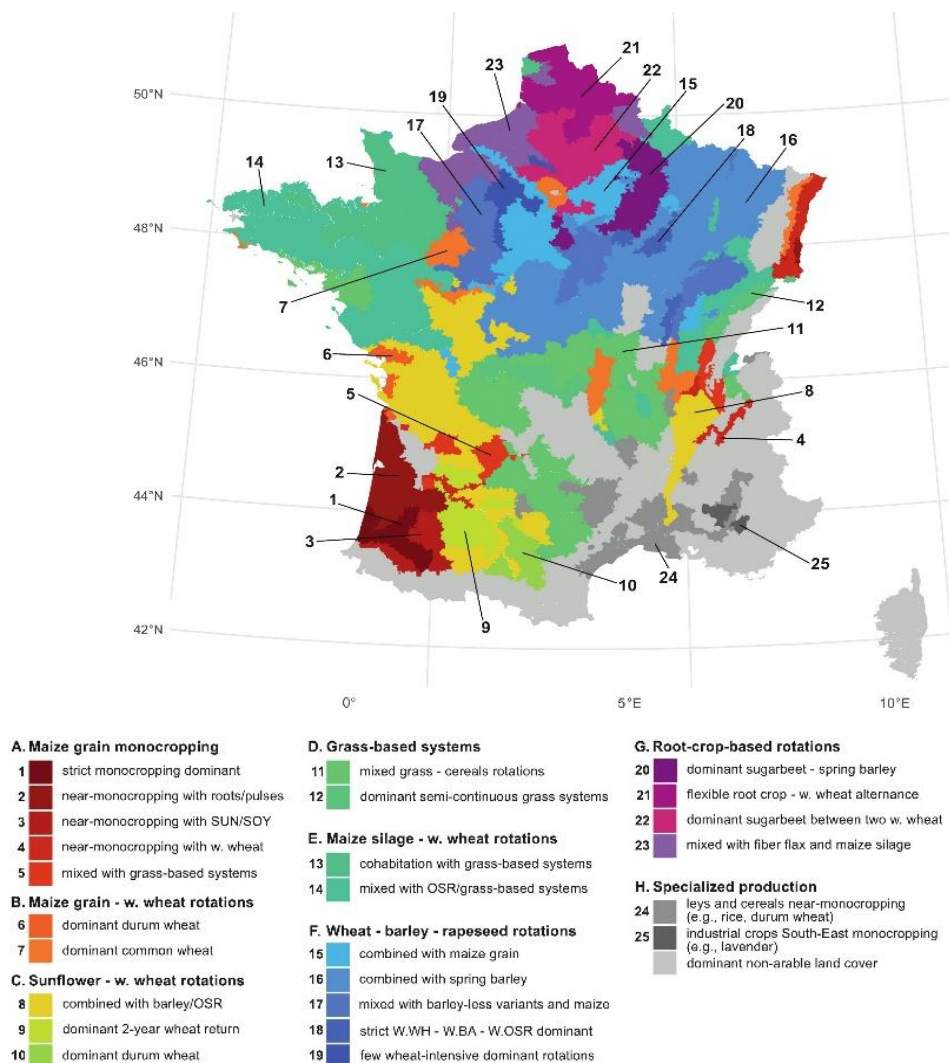 21
23
22
50°N
15
19
20
17
18
16
13
14
48°N
7
12
11
6
46°N
5
8
4
2
44°N
1
3
25
24
10
9
42°N
0°
5°E
10°E
A. Maize grain monocropping
1 strict monocropping dominant
2 near-monocropping with roots/pulses
3 near-monocropping with SUN/SOY
4 near-monocropping with w. wheat
5 mixed with grass-based systems
B. Maize grain - w. wheat rotations
6 dominant durum wheat
7 dominant common wheat
C. Sunflower - w. wheat rotations
8 combined with barley/OSR
9 dominant 2-year wheat return
10 dominant durum wheat
D. Grass-based systems
11 mixed grass - cereals rotations
12 dominant semi-continuous grass systems
E. Maize silage - w. wheat rotations
13 cohabitation with grass-based systems
14 mixed with OSR/grass-based systems
F. Wheat - barley - rapeseed rotations
15 combined with maize grain
16 combined with spring barley
17 mixed with barley-less variants and maize
18 strict W.WH - W.BA - W.OSR dominant
19 few wheat-intensive dominant rotations
G. Root-crop-based rotations
20 dominant sugarbeet - spring barley
21 flexible root crop - w. wheat alternance
22 dominant sugarbeet between two w. wheat
23 mixed with fiber flax and maize silage
H. Specialized production
24 leys and cereals near-monocropping
(e.g., rice, durum wheat)
25 industrial crops South-East monocropping
(e.g., lavender)
dominant non-arable land cover